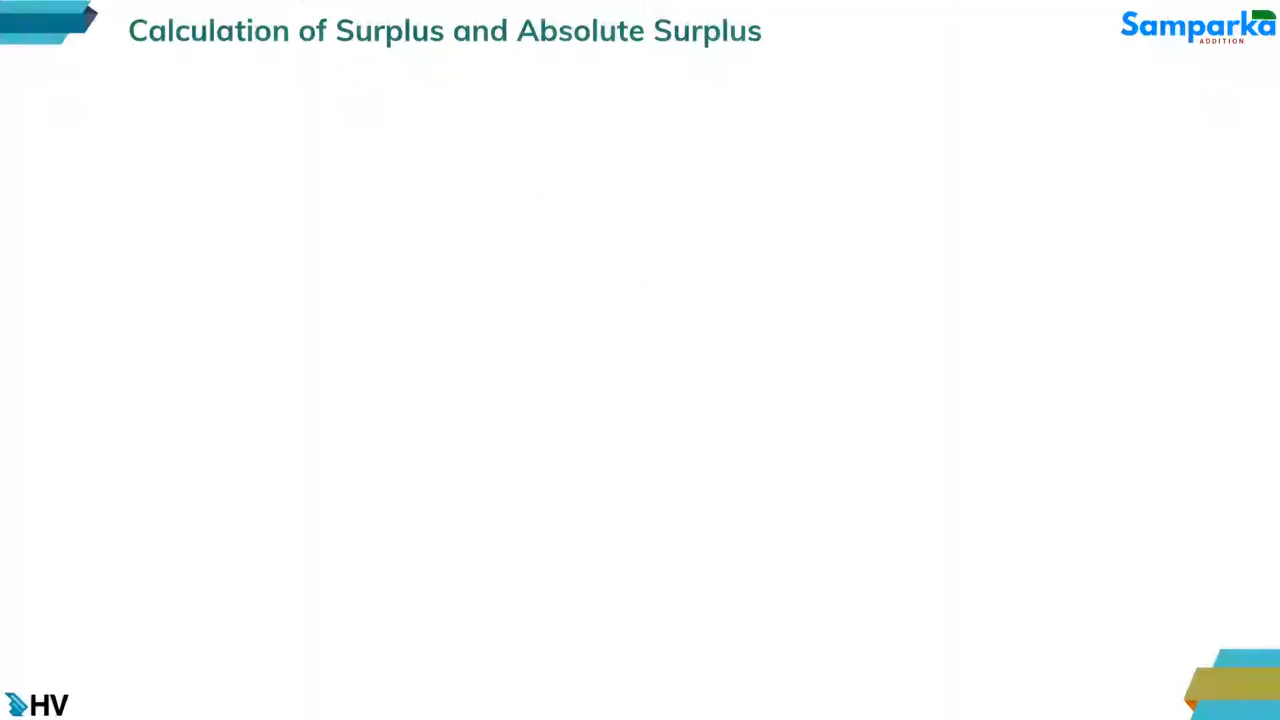 Calculation of Surplus and Absolute Surplus
Samparka
ADDITION
HV